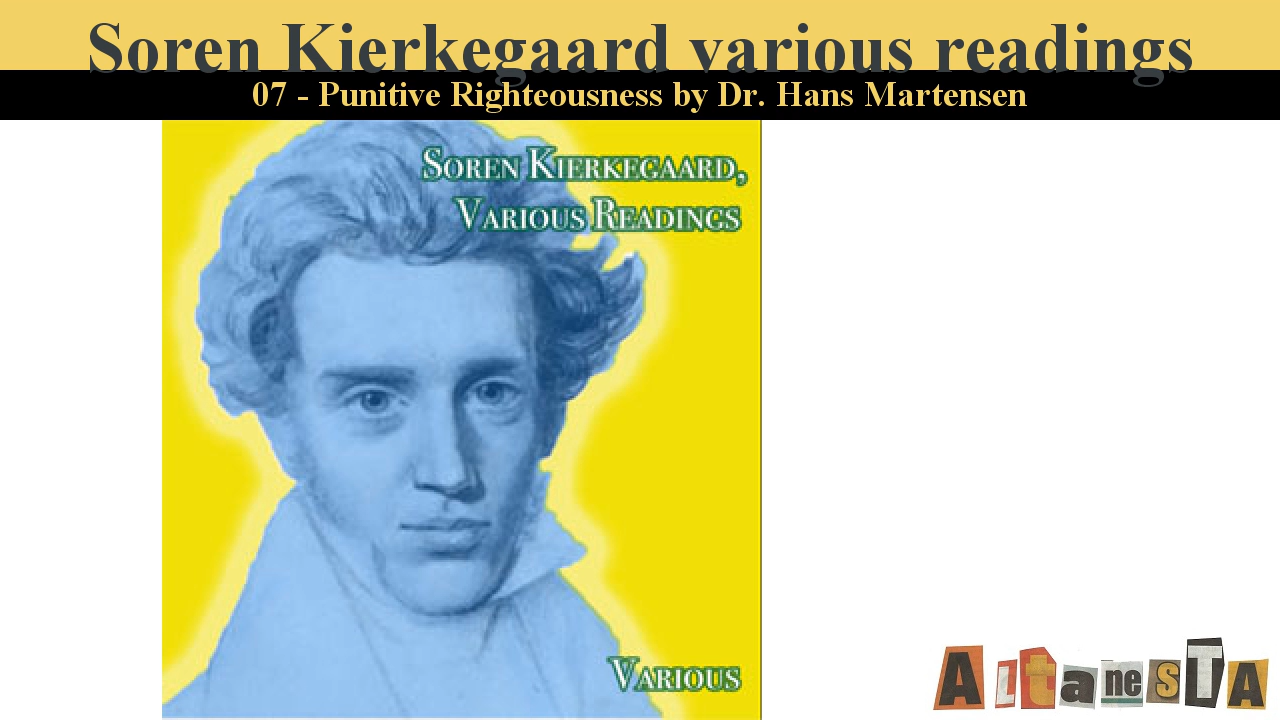 Soren Kierkegaard various readings
07 - Punitive Righteousness by Dr. Hans Martensen
Soren Kierkegaard,
Various Readings
Various
AltanesTA